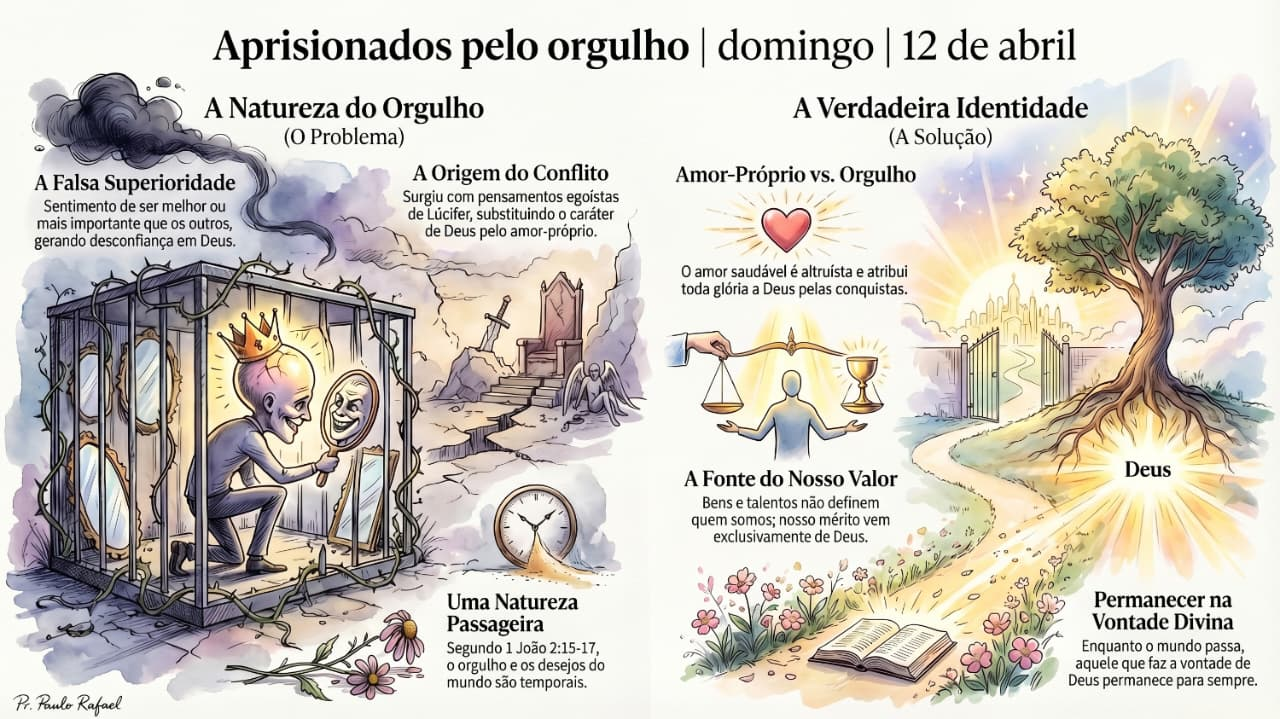 Aprisionados pelo orgulho | domingo | 12 de abril
A Natureza do Orgulho
(O Problema)
A Falsa Superioridade
Sentimento de ser melhor ou
mais importante que os outros,
gerando desconfiança em Deus.
A Origem do Conflito
Surgiu com pensamentos egoístas
de Lúcifer, substituindo o caráter
de Deus pelo amor-próprio.
Uma Natureza
Passageira
Segundo 1 João 2:15-17,
o orgulho e os desejos do
mundo são temporais.
Pr. Paulo Rafael
A Verdadeira Identidade
(A Solução)
Amor-Próprio vs. Orgulho
O amor saudável é altruísta e atribui
toda glória a Deus pelas conquistas.
A Fonte do Nosso Valor
Bens e talentos não definem
quem somos; nosso mérito vem
exclusivamente de Deus.
Deus
Permanecer na
Vontade Divina
Enquanto o mundo passa,
aquele que faz a vontade de
Deus permanece para sempre.